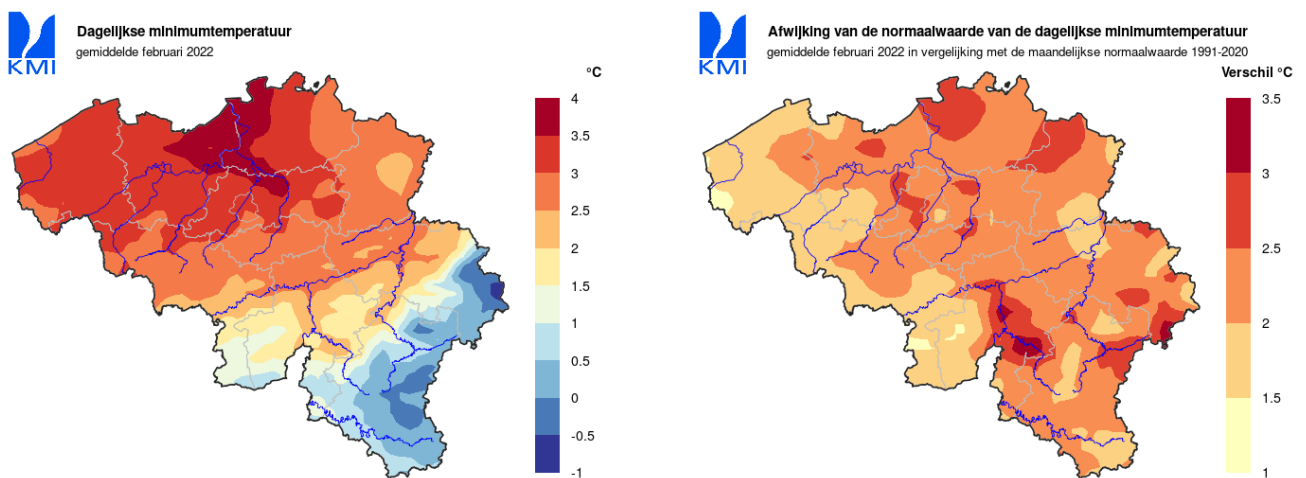 KMI
Dagelijkse minimumtemperatuur
gemiddelde februari 2022
°C
4
3.5
3
2.5
2
1.5
1
0.5
0
-0.5
-1
KMI
Afwijking van de normaalwaarde van de dagelijkse minimumtemperatuur
gemiddelde februari 2022 in vergelijking met de maandelijkse normaalwaarde 1991-2020
Verschil °C
3.5
3
2.5
2
1.5
1